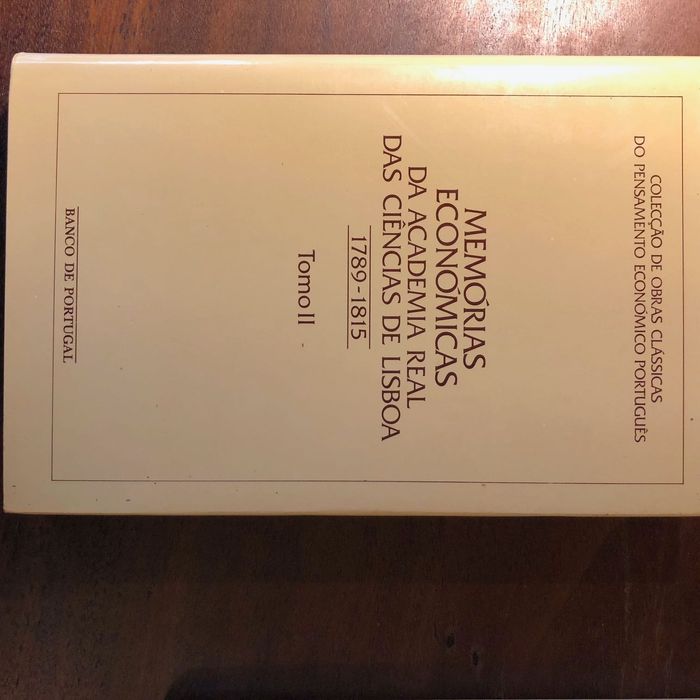 COLECÇÃO DE OBRAS CLÁSSICAS
DO PENSAMENTO ECONÓMICO PORTUGUÊS
MEMÓRIAS
ECONÓMICAS
DA ACADEMIA REAL
DAS CIÊNCIAS DE LISBOA
1789-1815
Tomo II
BANCO DE PORTUGAL